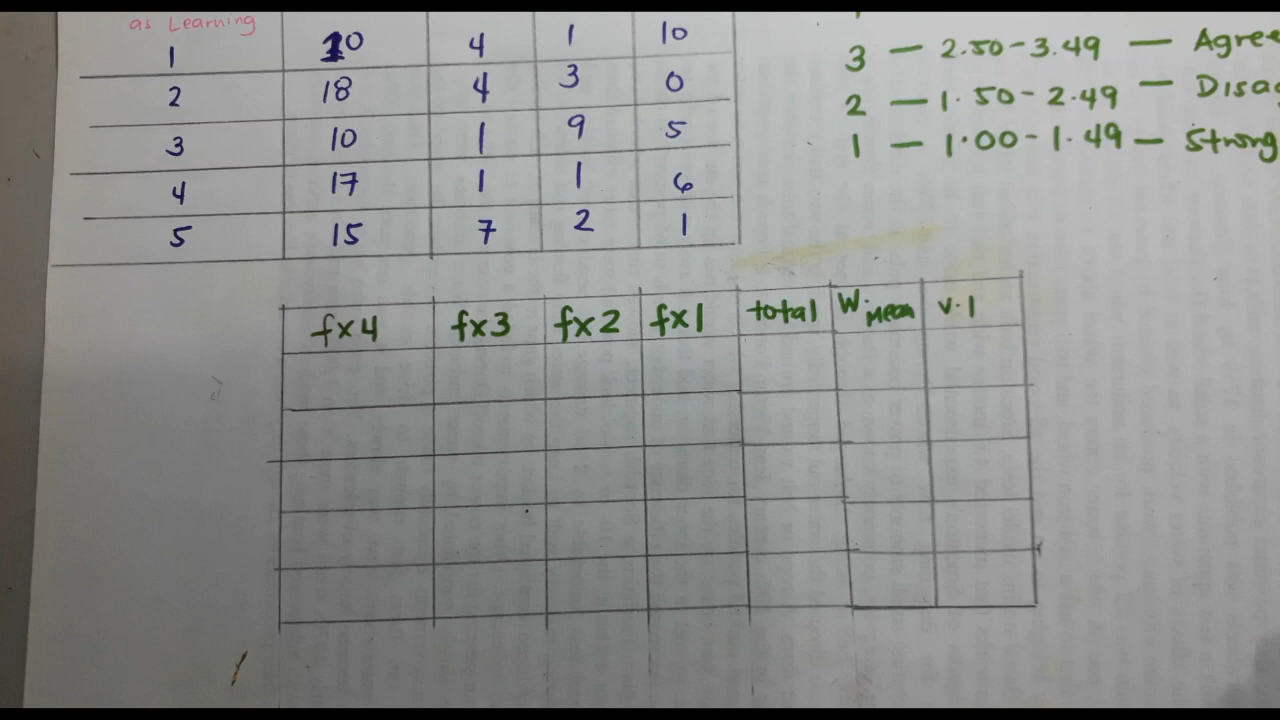 as Learning
1 10 4 1 10
2 18 4 3 0
3 10 1 9 5
4 17 1 1 6
5 15 7 2 1
3 — 2.50-3.49 — Agree
2 — 1.50-2.49 — Disag
1 — 1.00-1.49 — Strong
fx4 fx3 fx2 fx1 total W.Mean v.1